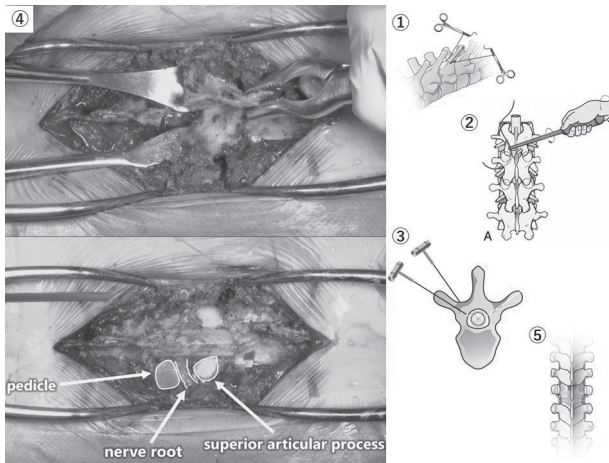 ④
①
②
A
③
⑤
pedicle
nerve root
superior articular process